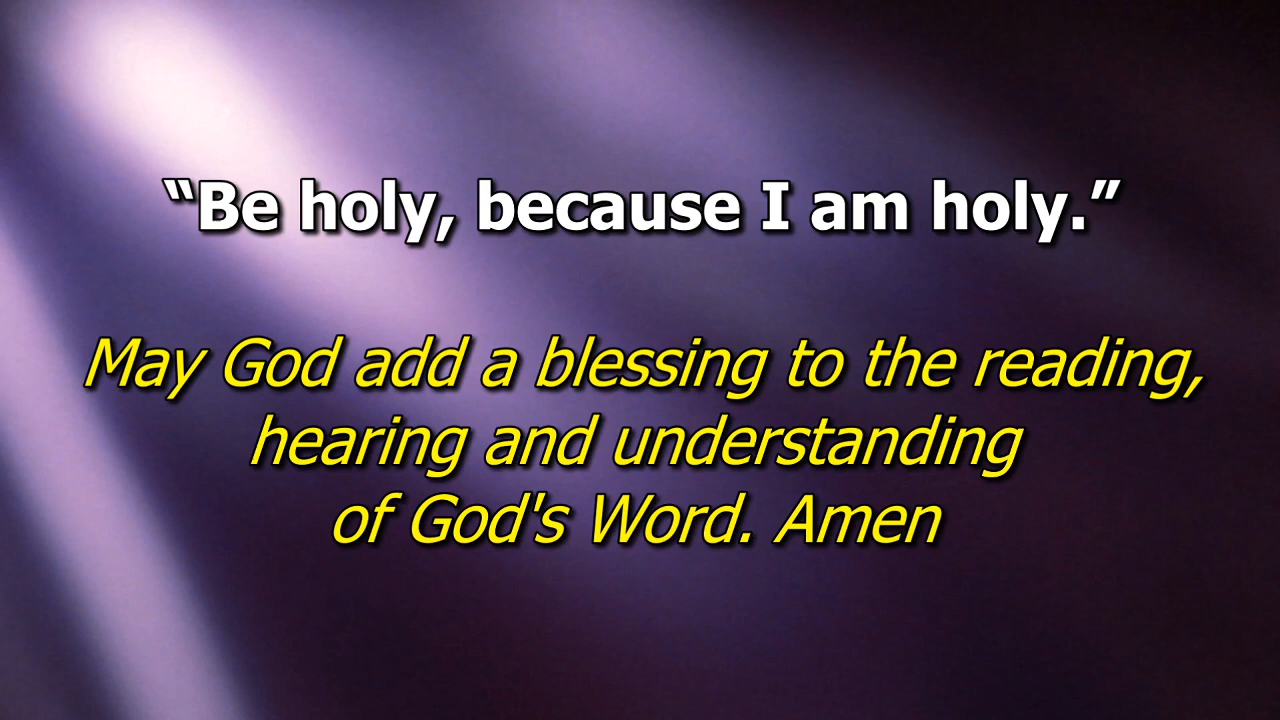 “Be holy, because I am holy.”
May God add a blessing to the reading,
hearing and understanding
of God's Word. Amen